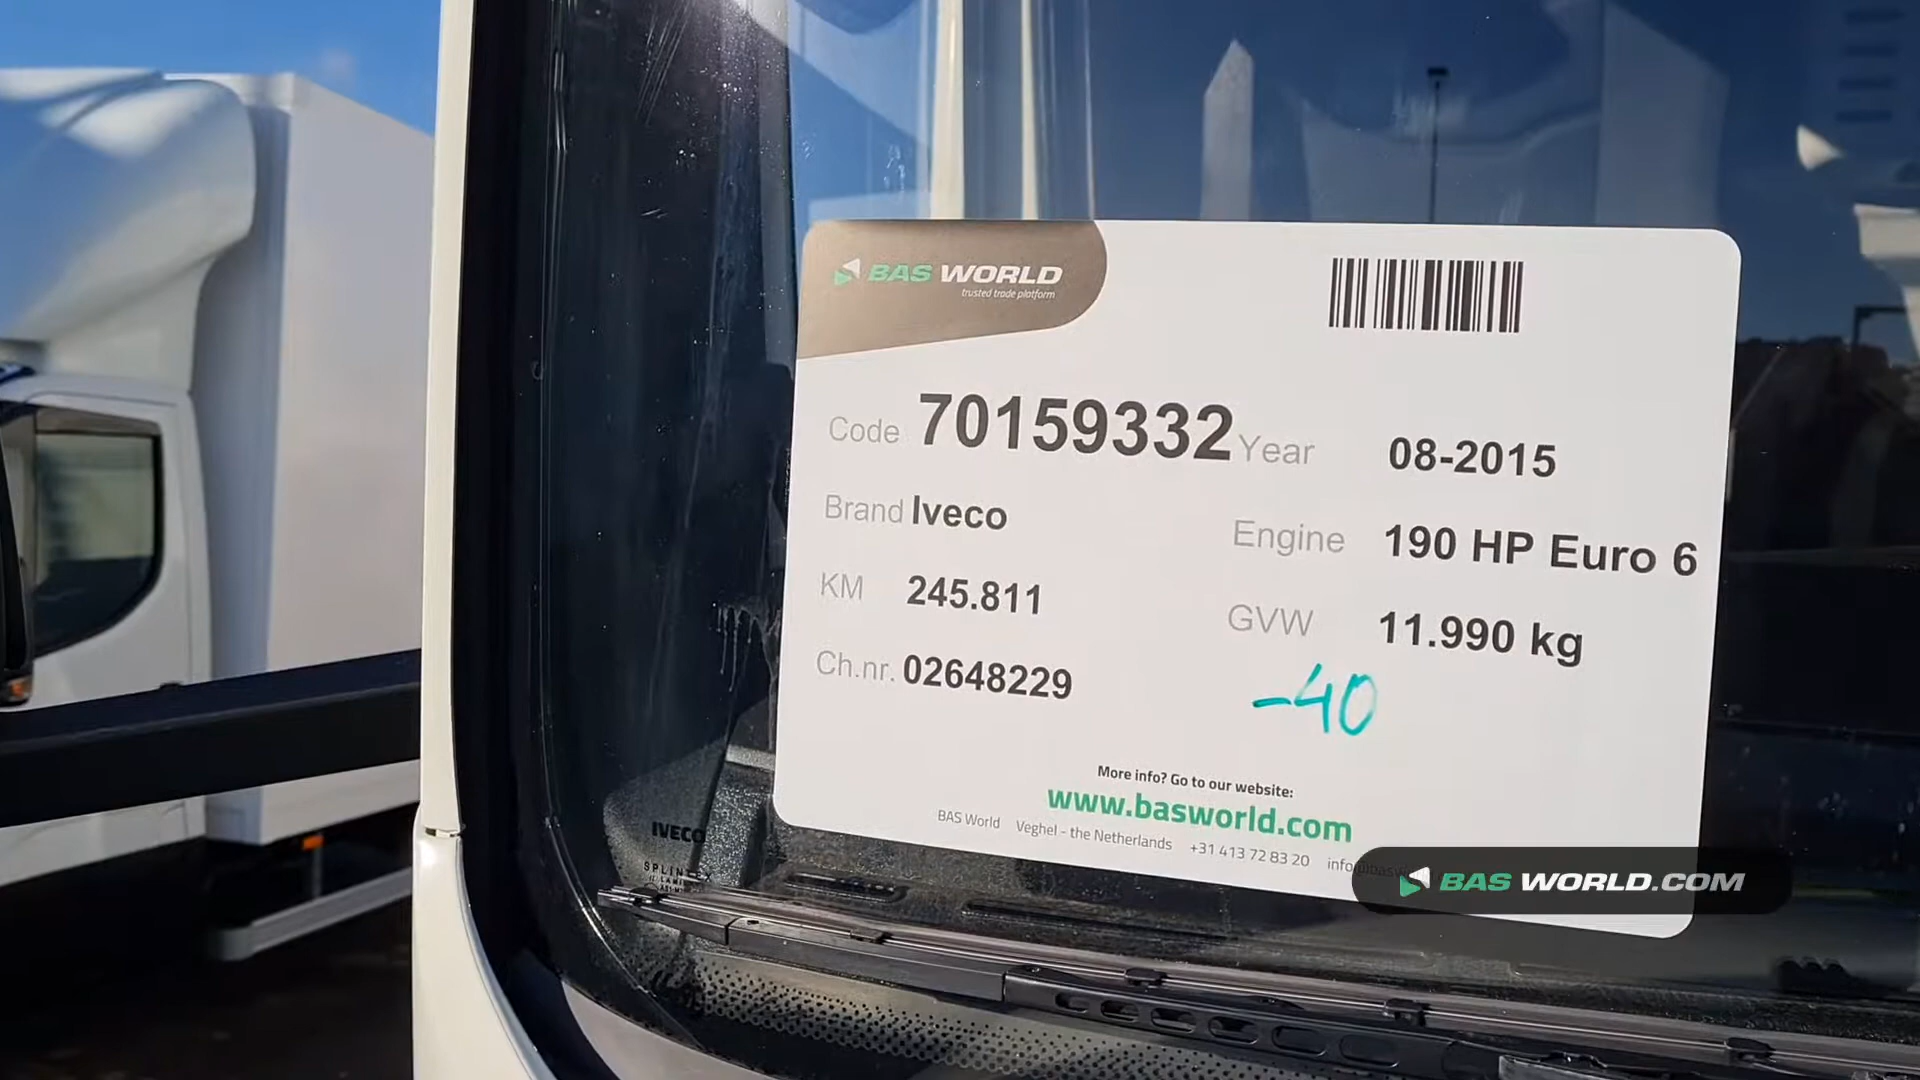 BAS WORLD
trusted trade platform
Code 70159332 Year 08-2015
Brand Iveco
Engine 190 HP Euro 6
KM 245.811
GVW 11.990 kg
Ch.nr. 02648229
-40
More info? Go to our website:
www.basworld.com
BAS World Veghel - the Netherlands +31 413 72 83 20
BAS WORLD.COM
IVECO